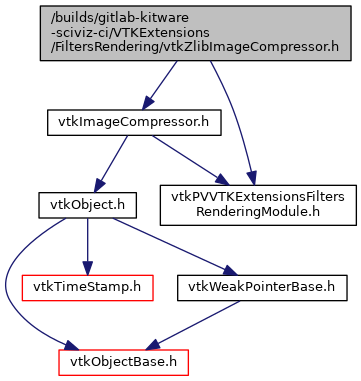 /builds/gitlab-kitware
-sciviz-ci/VTKExtensions
/FiltersRendering/vtkZlibImageCompressor.h
vtkImageCompressor.h
vtkObject.h
vtkPVVTKExtensionsFilters
RenderingModule.h
vtkTimeStamp.h
vtkWeakPointerBase.h
vtkObjectBase.h